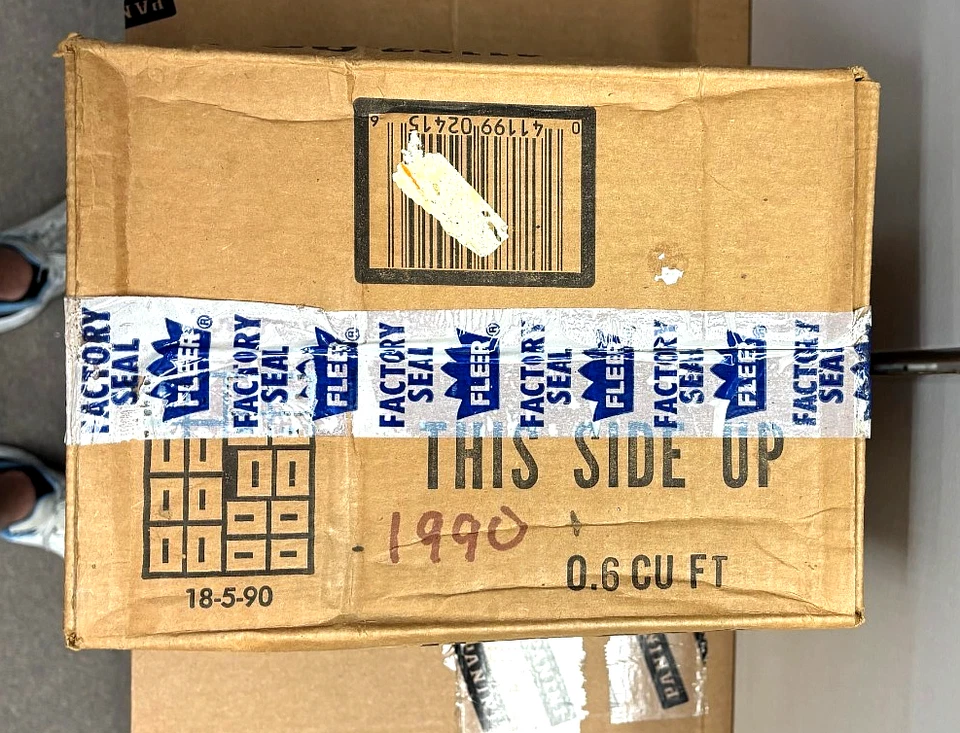 0 41199 02415 6
FACTORY SEAL FLEER® FACTORY SEAL FLEER® FACTORY SEAL FLEER® FACTORY SEAL FLEER FACTORY SEAL FLEER® FACTORY SEAL
THIS SIDE UP
1990
0.6 CU FT
18-5-90